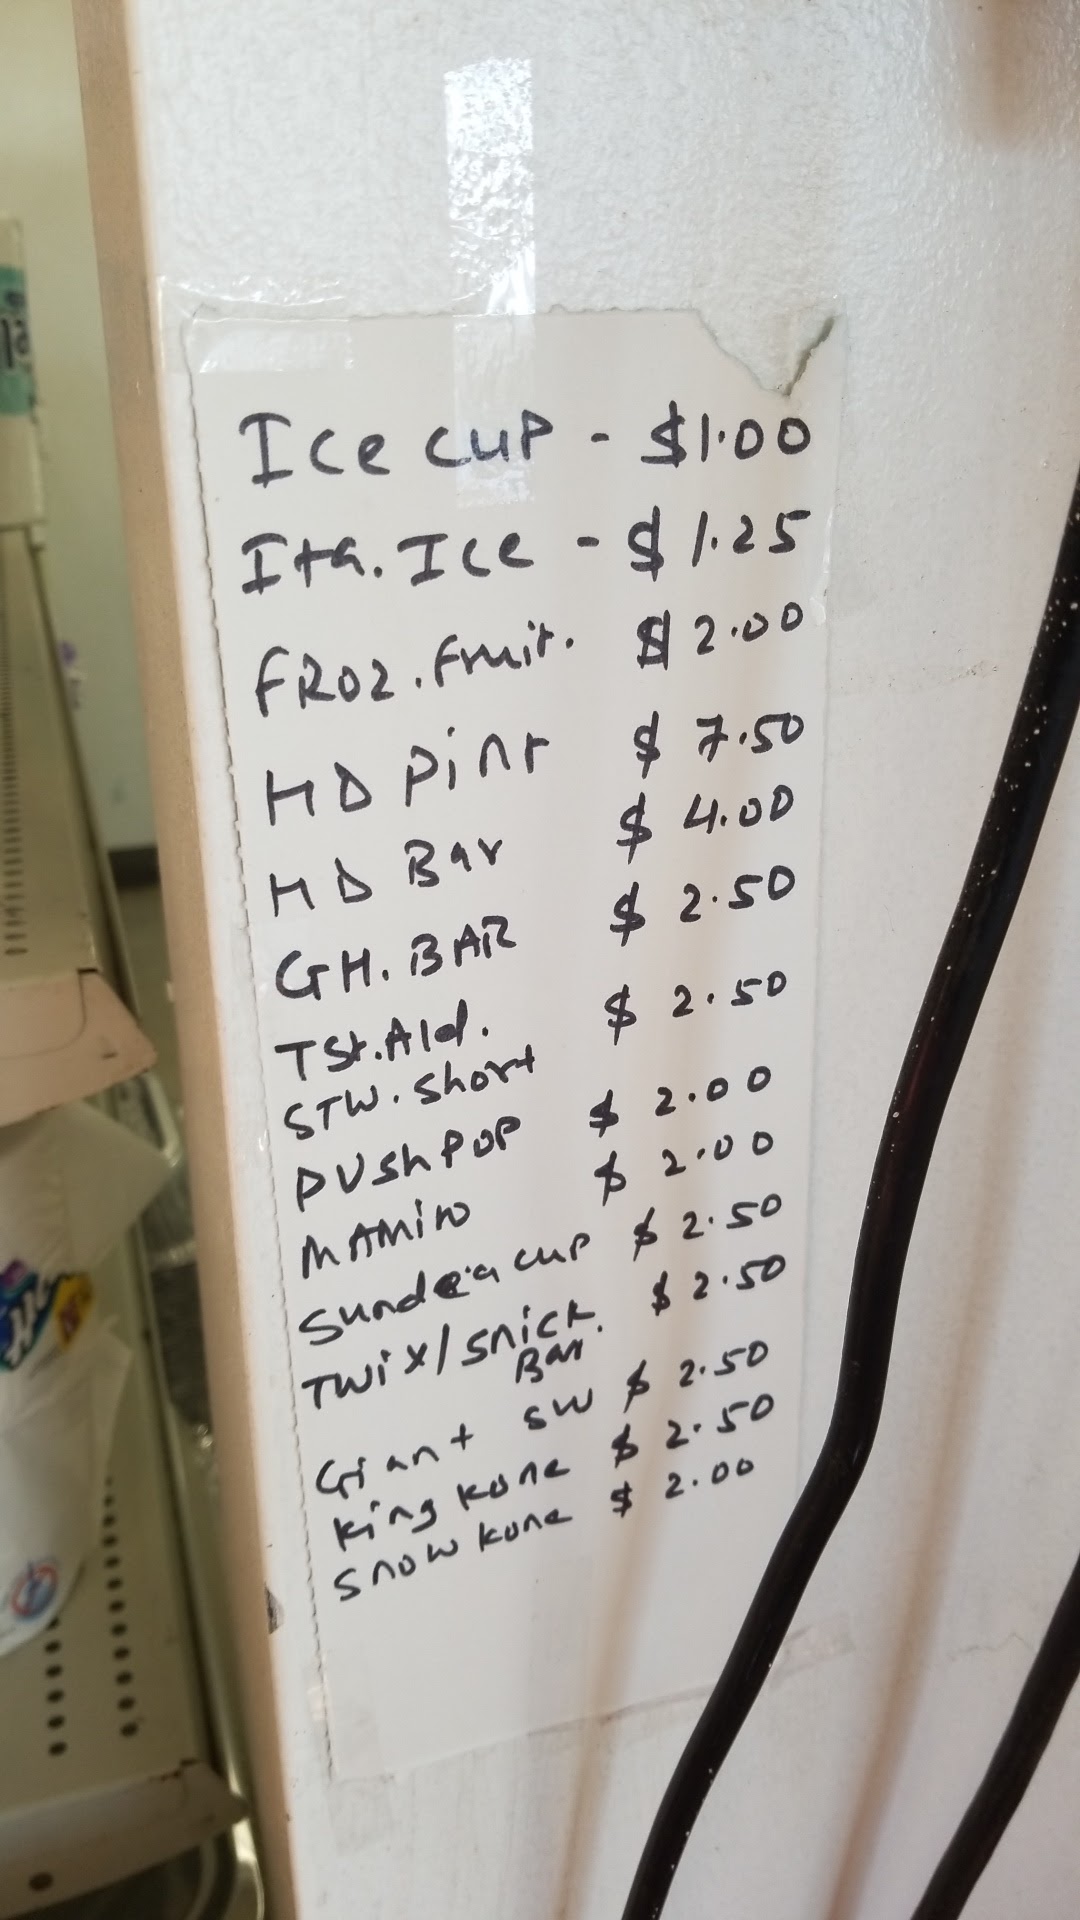 Ice cup - $1.00
Ita. Ice - $1.25
FROZ. Fruit. $2.00
HD Pint $7.50
HD Bar $4.00
GH. BAR $2.50
TSt. Ald. $2.50
STW. Short
PUSh POP $2.00
MAMiTO $2.00
Sundea cup $2.50
TWix/Snick. $2.50
Bar
Giant SW $2.50
King Kone $2.50
Snow Kone $2.00